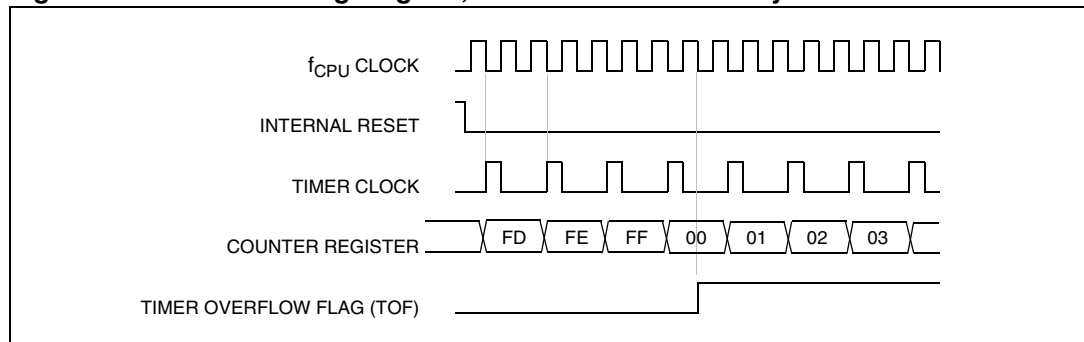 f_CPU CLOCK
INTERNAL RESET
TIMER CLOCK
COUNTER REGISTER FD FE FF 00 01 02 03
TIMER OVERFLOW FLAG (TOF)